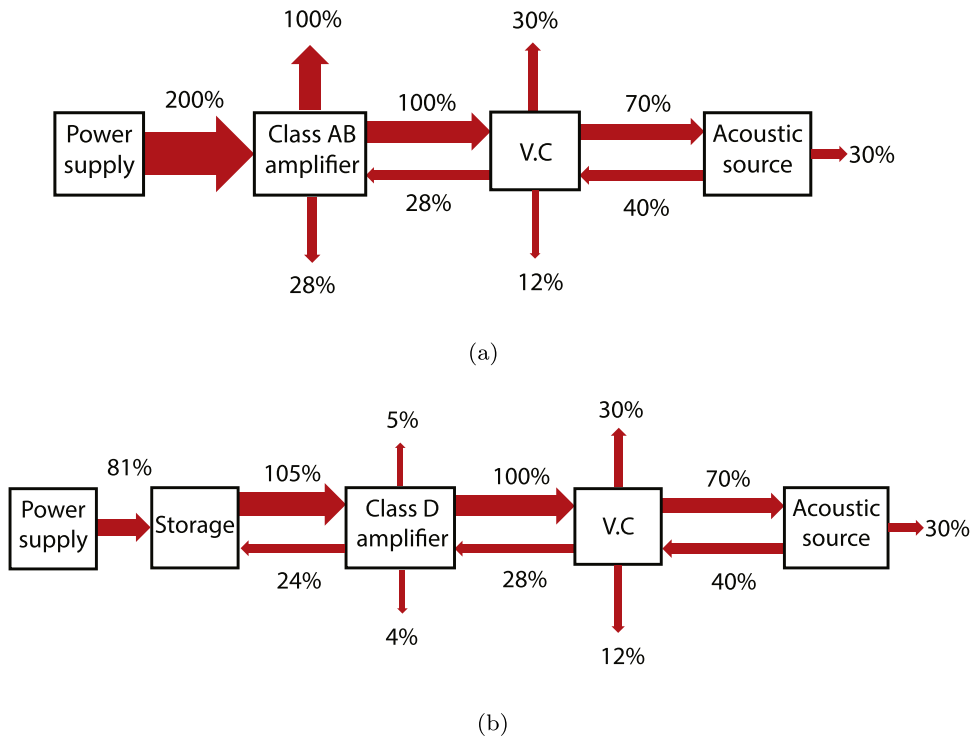 100%
30%
200%
100%
70%
Power
supply
Class AB
amplifier
V.C
Acoustic
source
30%
28%
40%
28%
12%
(a)
5%
30%
81%
105%
100%
70%
Power
supply
Storage
Class D
amplifier
V.C
Acoustic
source
30%
24%
28%
40%
4%
12%
(b)